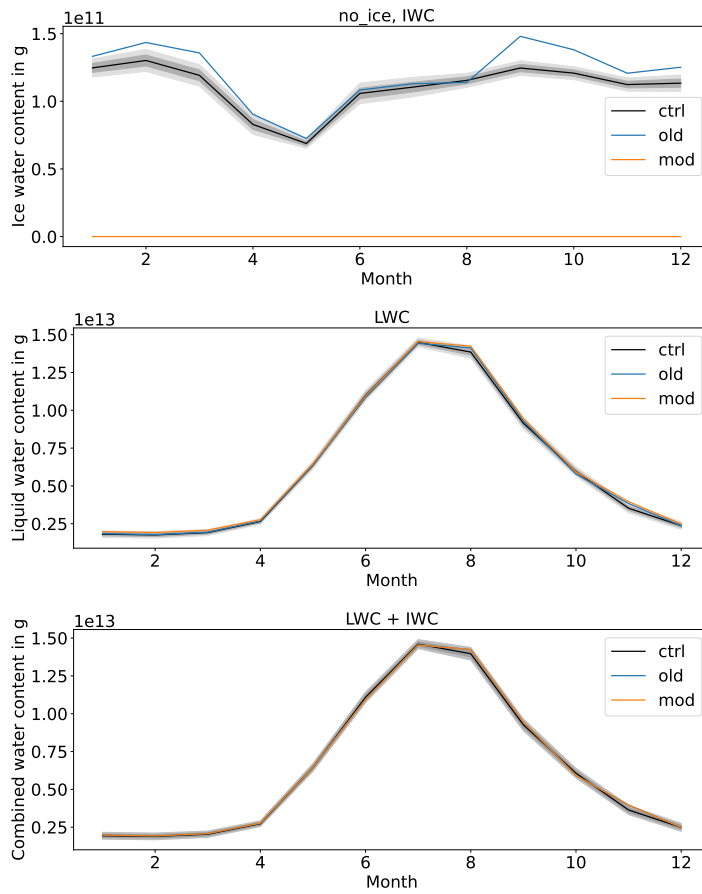 no_ice, IWC
1e11
Ice water content in g
1.5
1.0
0.5
0.0
ctrl
old
mod
2 4 6 8 10 12
Month
LWC
1e13
Liquid water content in g
1.50
1.25
1.00
0.75
0.50
0.25
ctrl
old
mod
2 4 6 8 10 12
Month
LWC + IWC
1e13
Combined water content in g
1.50
1.25
1.00
0.75
0.50
0.25
ctrl
old
mod
2 4 6 8 10 12
Month